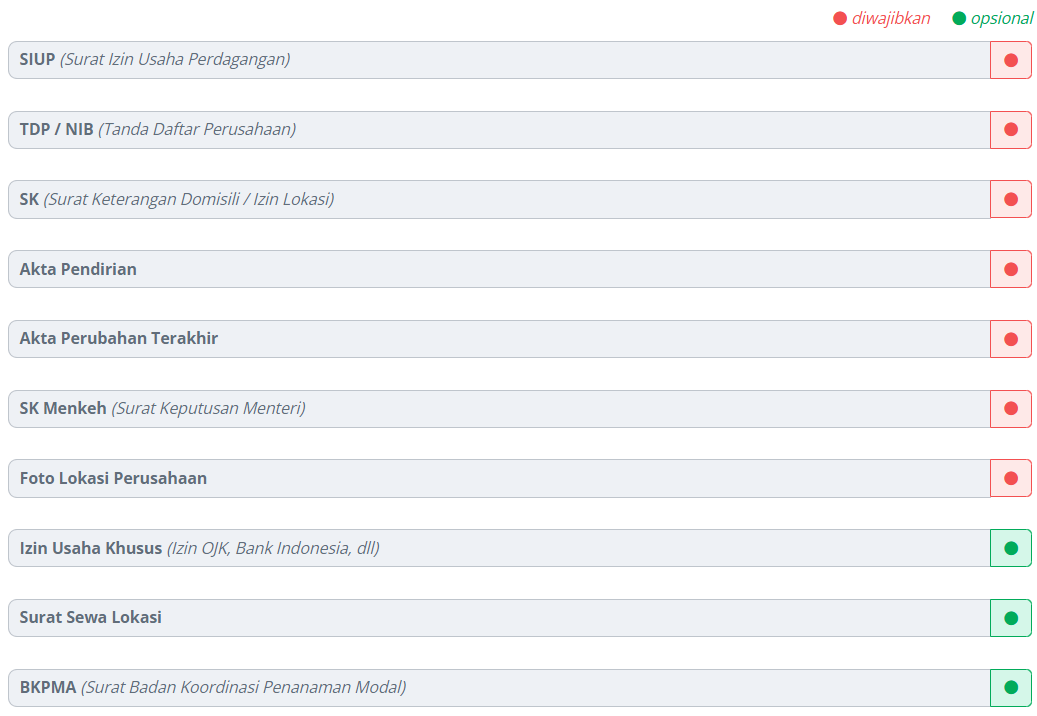 diwajibkan opsional
SIUP (Surat Izin Usaha Perdagangan)
TDP / NIB (Tanda Daftar Perusahaan)
SK (Surat Keterangan Domisili / Izin Lokasi)
Akta Pendirian
Akta Perubahan Terakhir
SK Menkeh (Surat Keputusan Menteri)
Foto Lokasi Perusahaan
Izin Usaha Khusus (Izin OJK, Bank Indonesia, dll)
Surat Sewa Lokasi
BKPMA (Surat Badan Koordinasi Penanaman Modal)